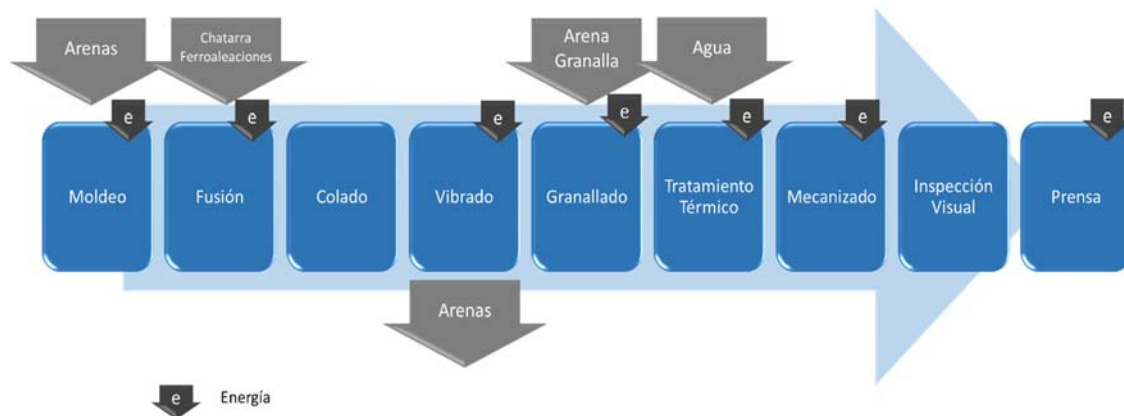 Arenas
Chatarra
Ferroaleaciones
Arena
Granalla
Agua
e
e
e
e
e
e
e
Moldeo
Fusión
Colado
Vibrado
Granallado
Tratamiento
Térmico
Mecanizado
Inspección
Visual
Prensa
Arenas
e
Energía